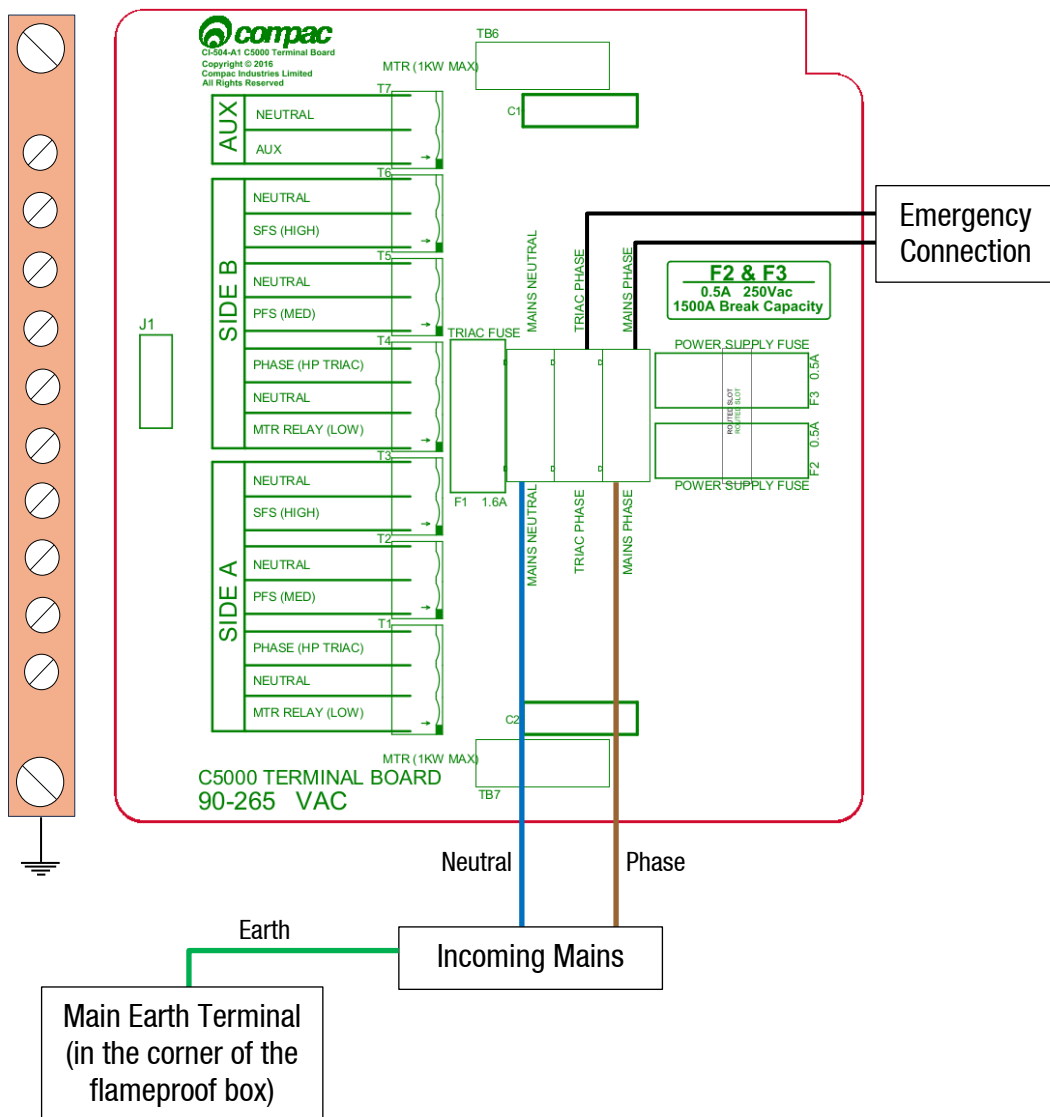 compac
CI-504-A1 C5000 Terminal Board
Copyright © 2016
Compac Industries Limited
All Rights Reserved
TB6
MTR (1KW MAX)
C1
T7
AUX
NEUTRAL
AUX
T6
SIDE B
NEUTRAL
SFS (HIGH)
T5
NEUTRAL
PFS (MED)
T4
PHASE (HP TRIAC)
NEUTRAL
MTR RELAY (LOW)
T3
SIDE A
NEUTRAL
SFS (HIGH)
T2
NEUTRAL
PFS (MED)
T1
PHASE (HP TRIAC)
NEUTRAL
MTR RELAY (LOW)
J1
TRIAC FUSE
F1 1.6A
MAINS NEUTRAL
TRIAC PHASE
MAINS PHASE
MAINS NEUTRAL
TRIAC PHASE
MAINS PHASE
Emergency
Connection
F2 & F3
0.5A 250Vac
1500A Break Capacity
POWER SUPPLY FUSE
F3 0.5A
ROUTED SLOT
ROUTED SLOT
F2 0.5A
POWER SUPPLY FUSE
C2
MTR (1KW MAX)
TB7
C5000 TERMINAL BOARD
90-265 VAC
Neutral
Phase
Earth
Incoming Mains
Main Earth Terminal
(in the corner of the
flameproof box)